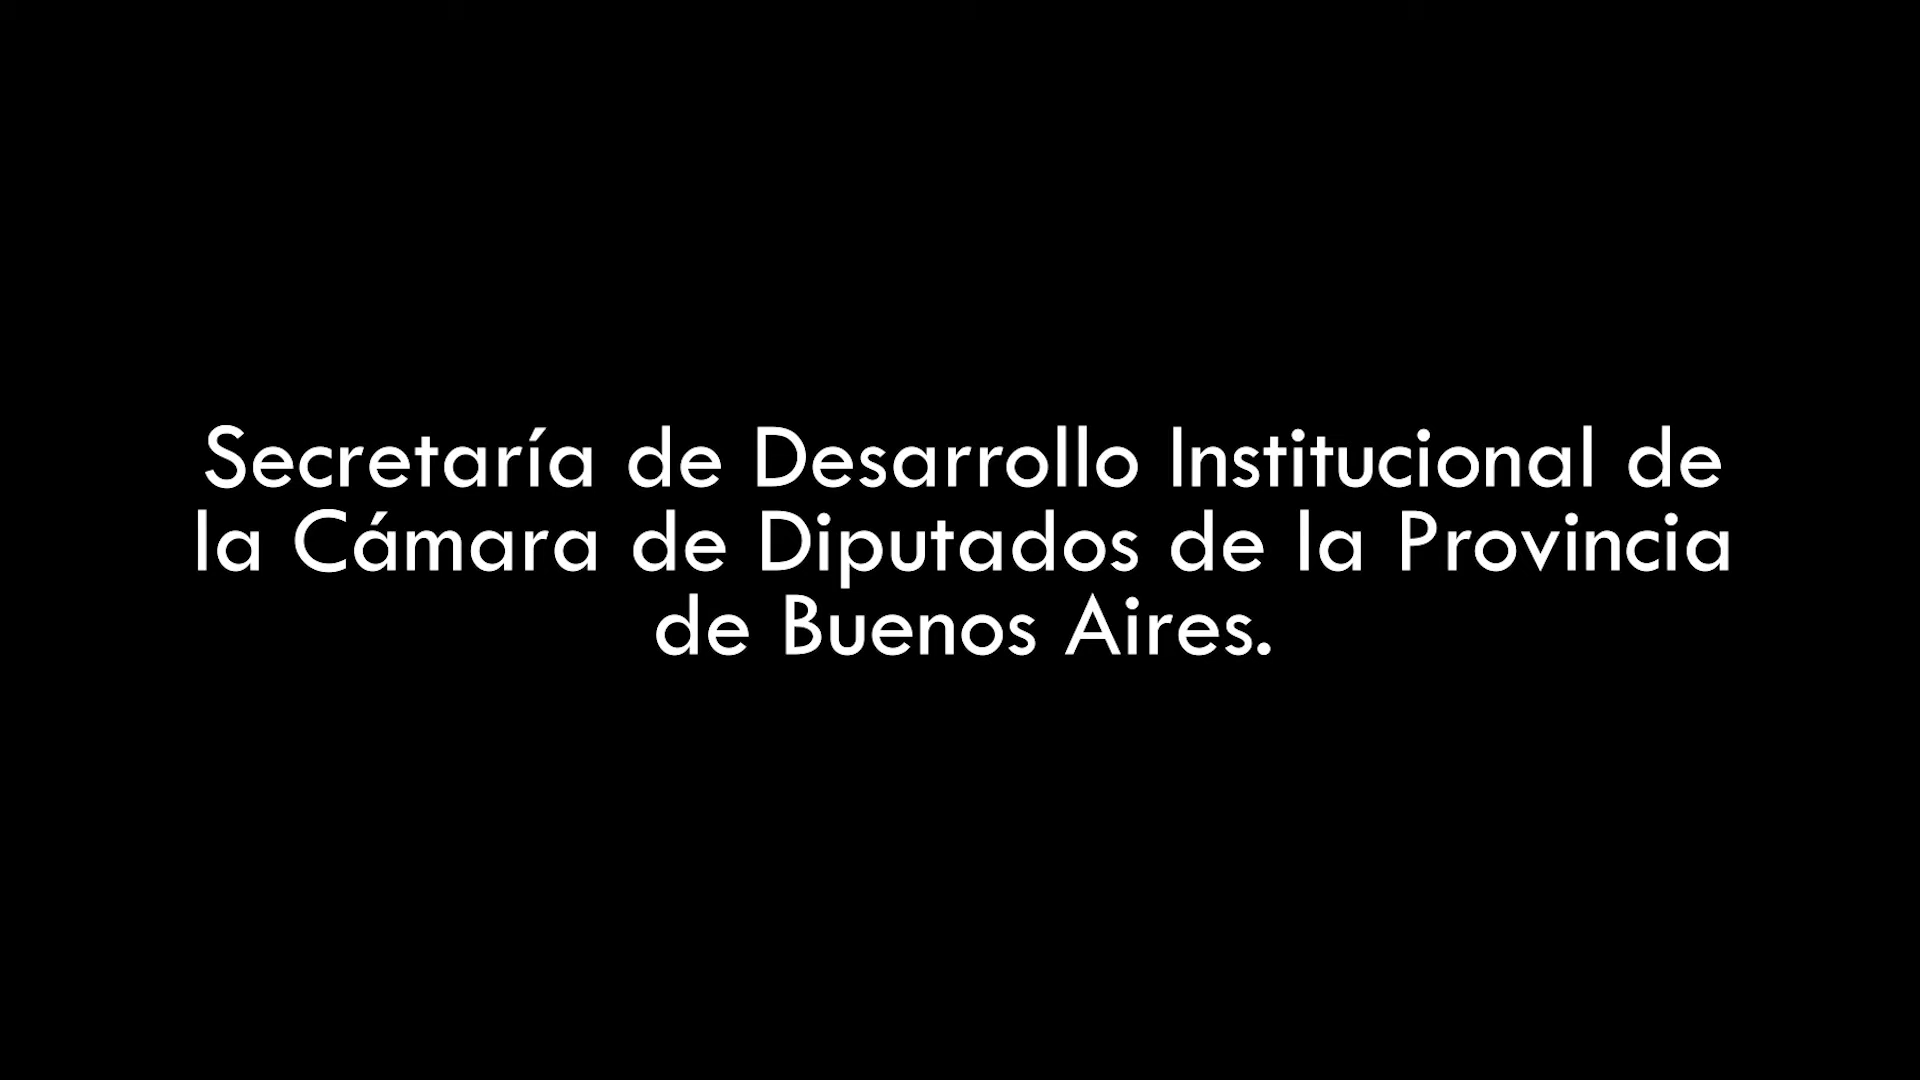 Secretaría de Desarrollo Institucional de
la Cámara de Diputados de la Provincia
de Buenos Aires.